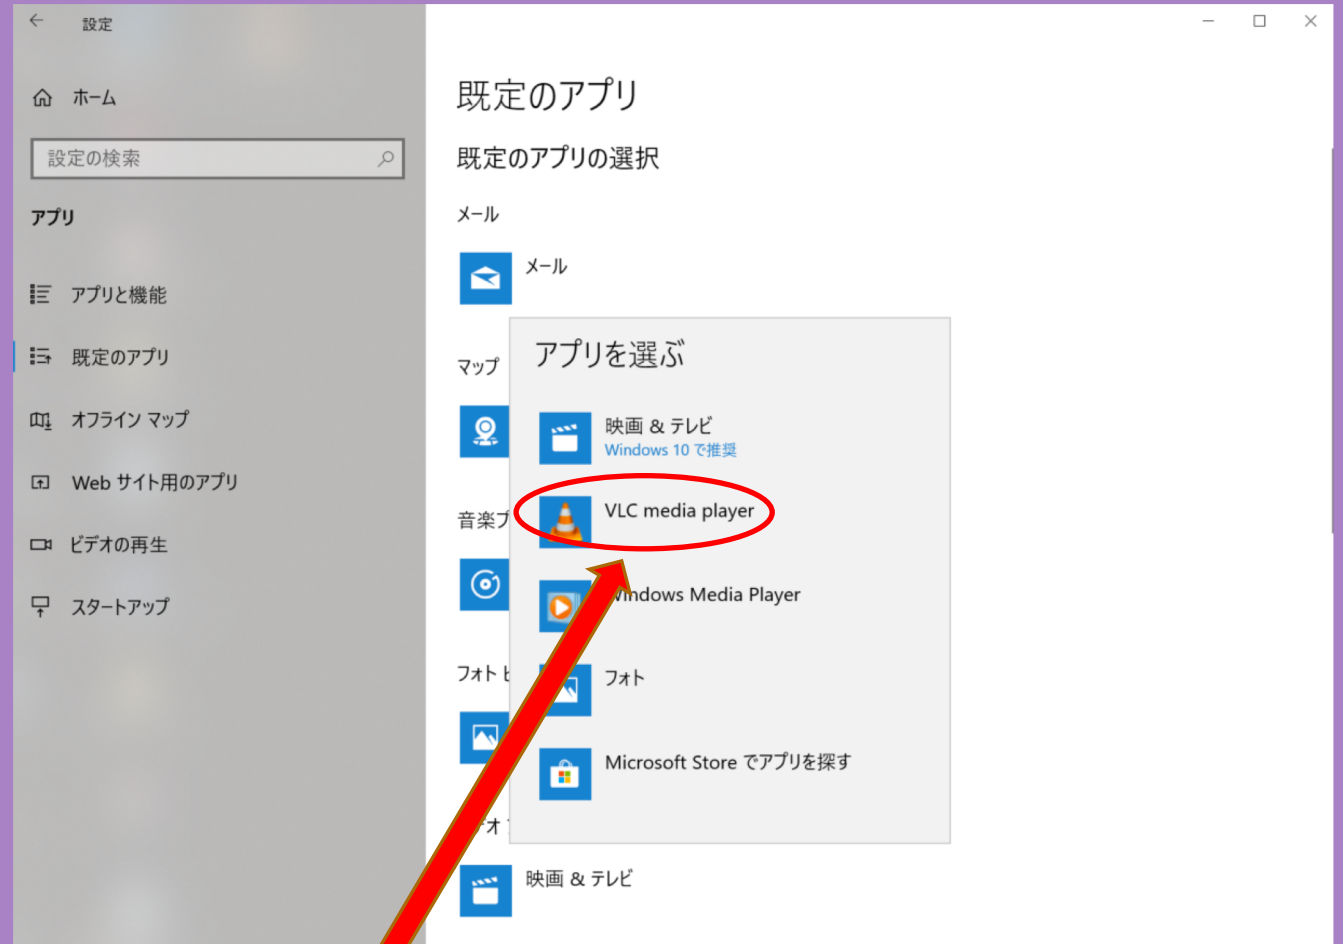 設定
ホーム
設定の検索
アプリ
アプリと機能
既定のアプリ
オフライン マップ
Web サイト用のアプリ
ビデオの再生
スタートアップ
既定のアプリ
既定のアプリの選択
メール
メール
マップ
音楽プ
フォト ビ
オ
アプリを選ぶ
映画 & テレビ
Windows 10 で推奨
VLC media player
Windows Media Player
フォト
Microsoft Store でアプリを探す
映画 & テレビ